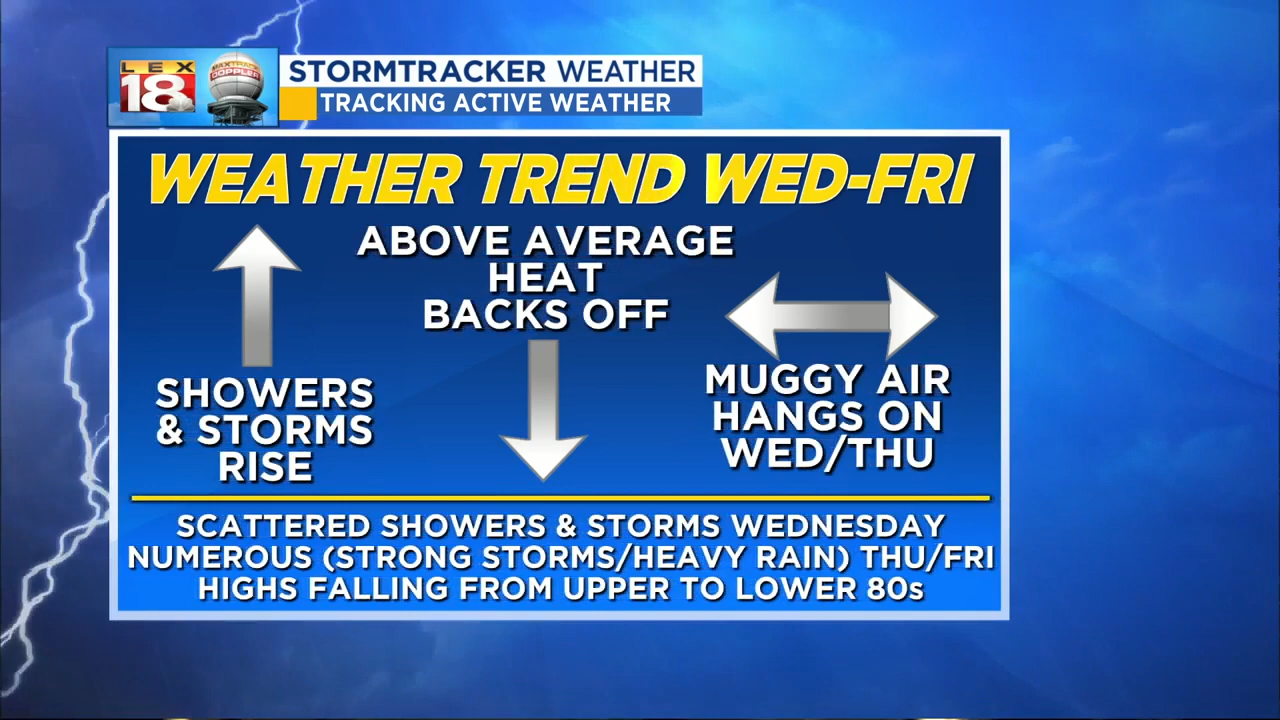 LEX
18
MAXTRACK
DOPPLER
STORMTRACKER WEATHER
TRACKING ACTIVE WEATHER
WEATHER TREND WED-FRI
SHOWERS
& STORMS
RISE
ABOVE AVERAGE
HEAT
BACKS OFF
MUGGY AIR
HANGS ON
WED/THU
SCATTERED SHOWERS & STORMS WEDNESDAY
NUMEROUS (STRONG STORMS/HEAVY RAIN) THU/FRI
HIGHS FALLING FROM UPPER TO LOWER 80s